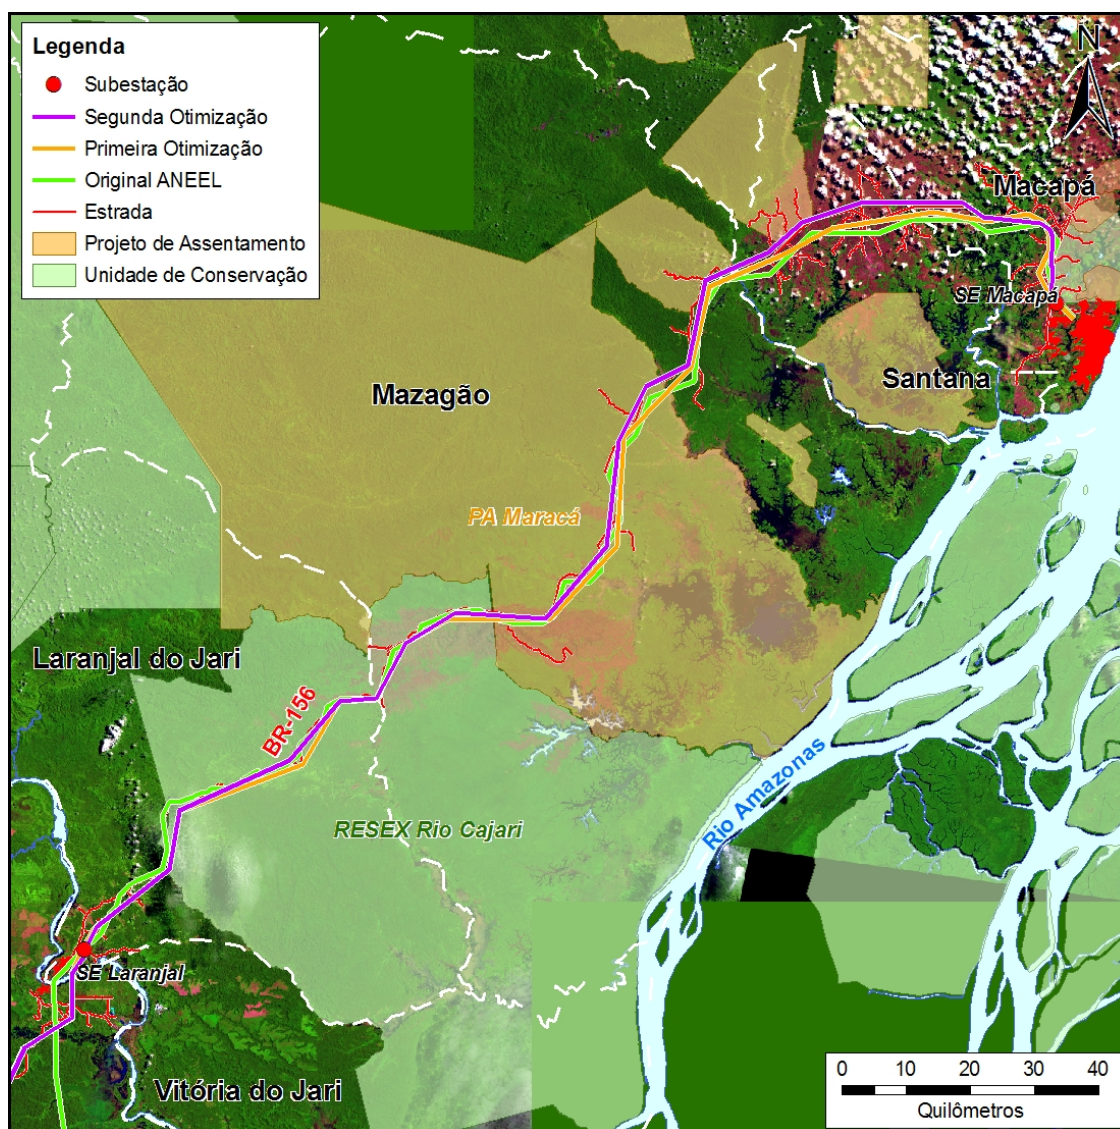 Legenda
Subestação
Segunda Otimização
Primeira Otimização
Original ANEEL
Estrada
Projeto de Assentamento
Unidade de Conservação
N
Macapá
SE Macapá
Santana
Mazagão
PA Maracá
Laranjal do Jari
BR-156
Rio Amazonas
RESEX Rio Cajari
SE Laranjal
Vitória do Jari
0 10 20 30 40
Quilômetros